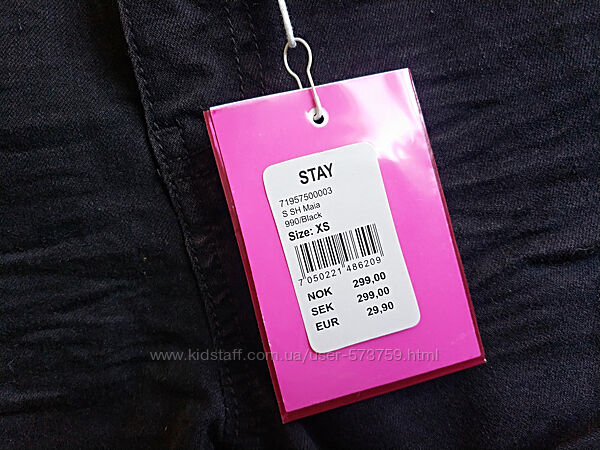 STAY
71957500003
S SH Maia
990/Black
Size: XS
7 050221 486209
NOK 299,00
SEK 299,00
EUR 29,90
www.kidstaff.com.ua/user-573759.html